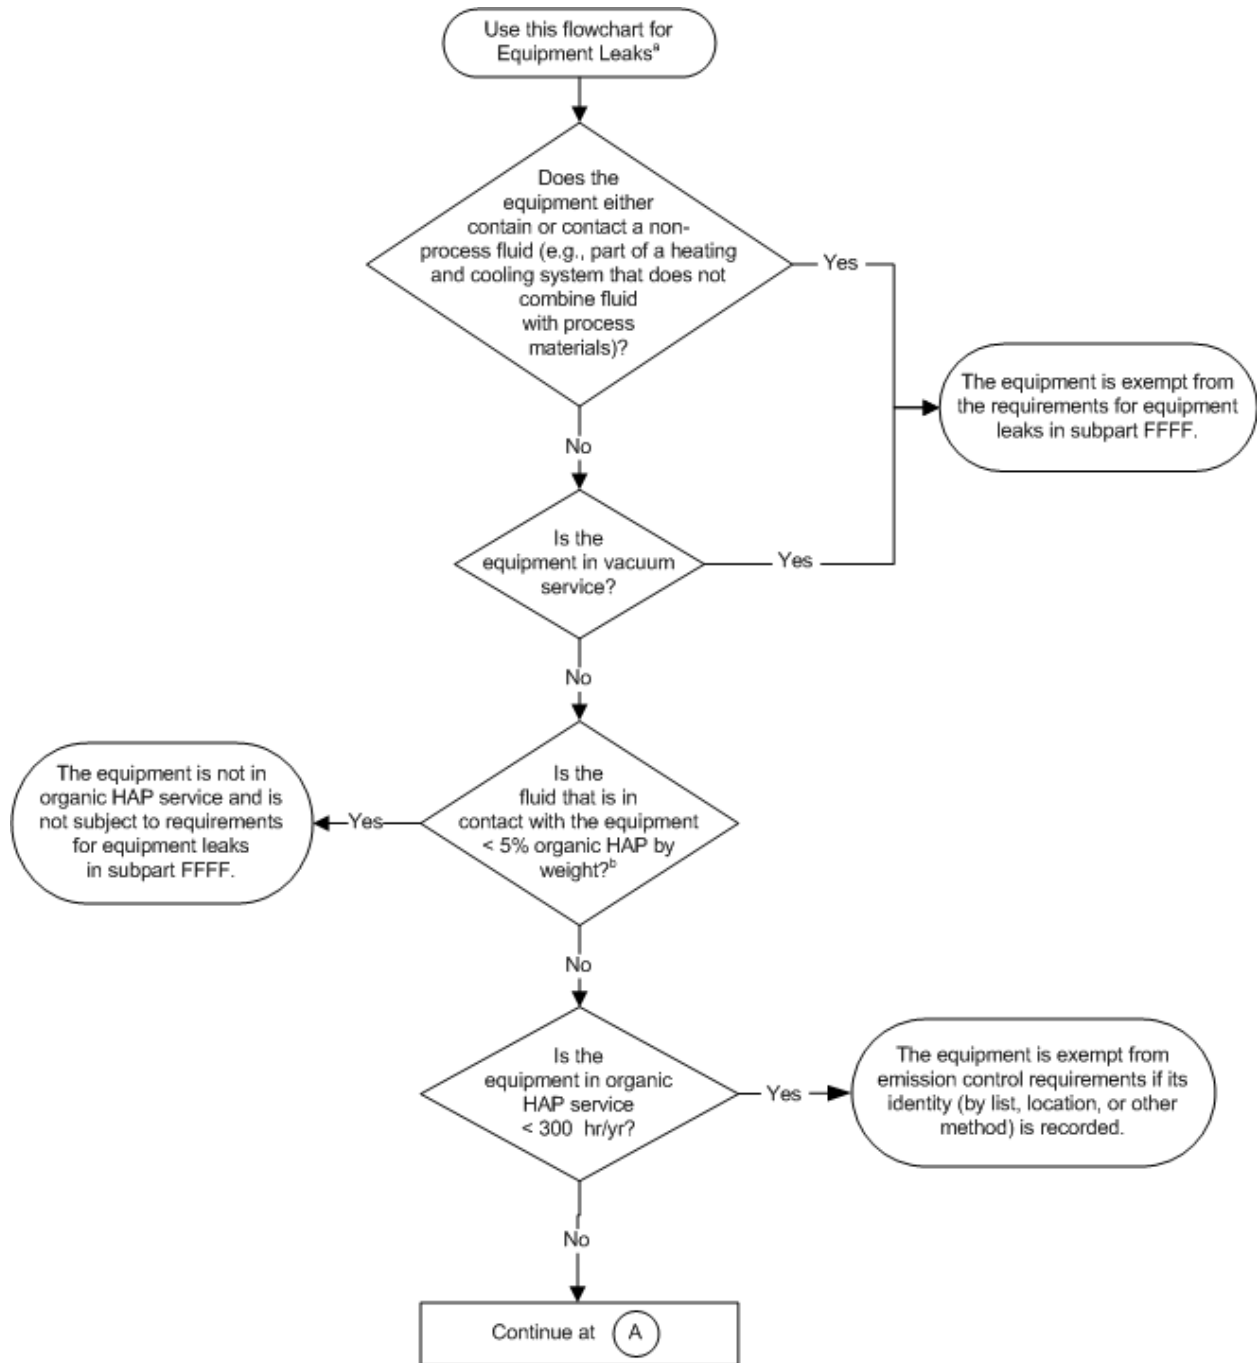 Use this flowchart for
Equipment Leaksᵃ
Does the
equipment either
contain or contact a non-
process fluid (e.g., part of a heating
and cooling system that does not
combine fluid
with process
materials)?
Yes
The equipment is exempt from
the requirements for equipment
leaks in subpart FFFF.
No
Is the
equipment in vacuum
service?
Yes
No
Is the
fluid that is in
contact with the equipment
< 5% organic HAP by
weight?ᵇ
Yes
The equipment is not in
organic HAP service and is
not subject to requirements
for equipment leaks
in subpart FFFF.
No
Is the
equipment in organic
HAP service
< 300 hr/yr?
Yes
The equipment is exempt from
emission control requirements if its
identity (by list, location, or other
method) is recorded.
No
Continue at A